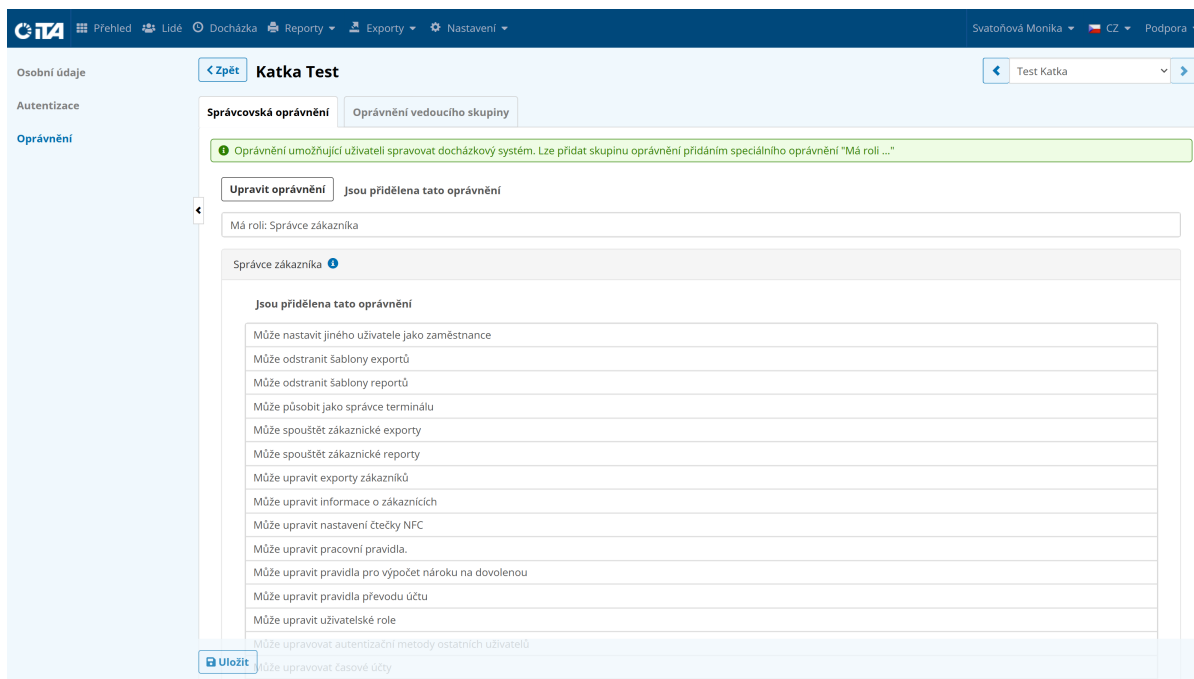 iTA Přehled Lidé Docházka Reporty Exporty Nastavení Svatoňová Monika CZ Podpora
Osobní údaje
Autentizace
Oprávnění
Zpět Katka Test Test Katka
Správcovská oprávnění Oprávnění vedoucího skupiny
Oprávnění umožňující uživateli spravovat docházkový systém. Lze přidat skupinu oprávnění přidáním speciálního oprávnění "Má roli ..."
Upravit oprávnění Jsou přidělena tato oprávnění
Má roli: Správce zákazníka
Správce zákazníka
Jsou přidělena tato oprávnění
Může nastavit jiného uživatele jako zaměstnance
Může odstranit šablony exportů
Může odstranit šablony reportů
Může působit jako správce terminálu
Může spouštět zákaznické exporty
Může spouštět zákaznické reporty
Může upravit exporty zákazníků
Může upravit informace o zákaznících
Může upravit nastavení čtečky NFC
Může upravit pracovní pravidla.
Může upravit pravidla pro výpočet nároku na dovolenou
Může upravit pravidla převodu účtu
Může upravit uživatelské role
Může upravovat autentizační metody ostatních uživatelů
Uložit
Může upravovat časové účty